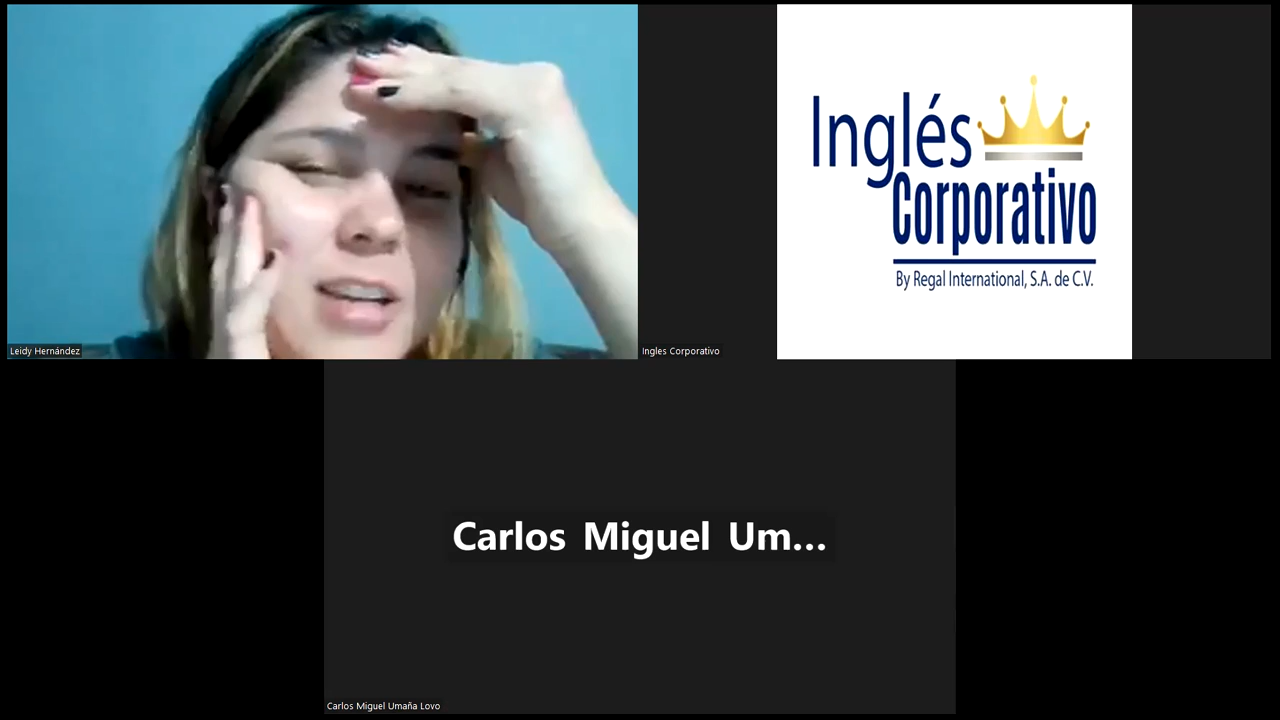 Inglés
Corporativo
By Regal International, S.A. de C.V.
Leidy Hernández
Ingles Corporativo
Carlos Miguel Um...
Carlos Miguel Umaña Lovo